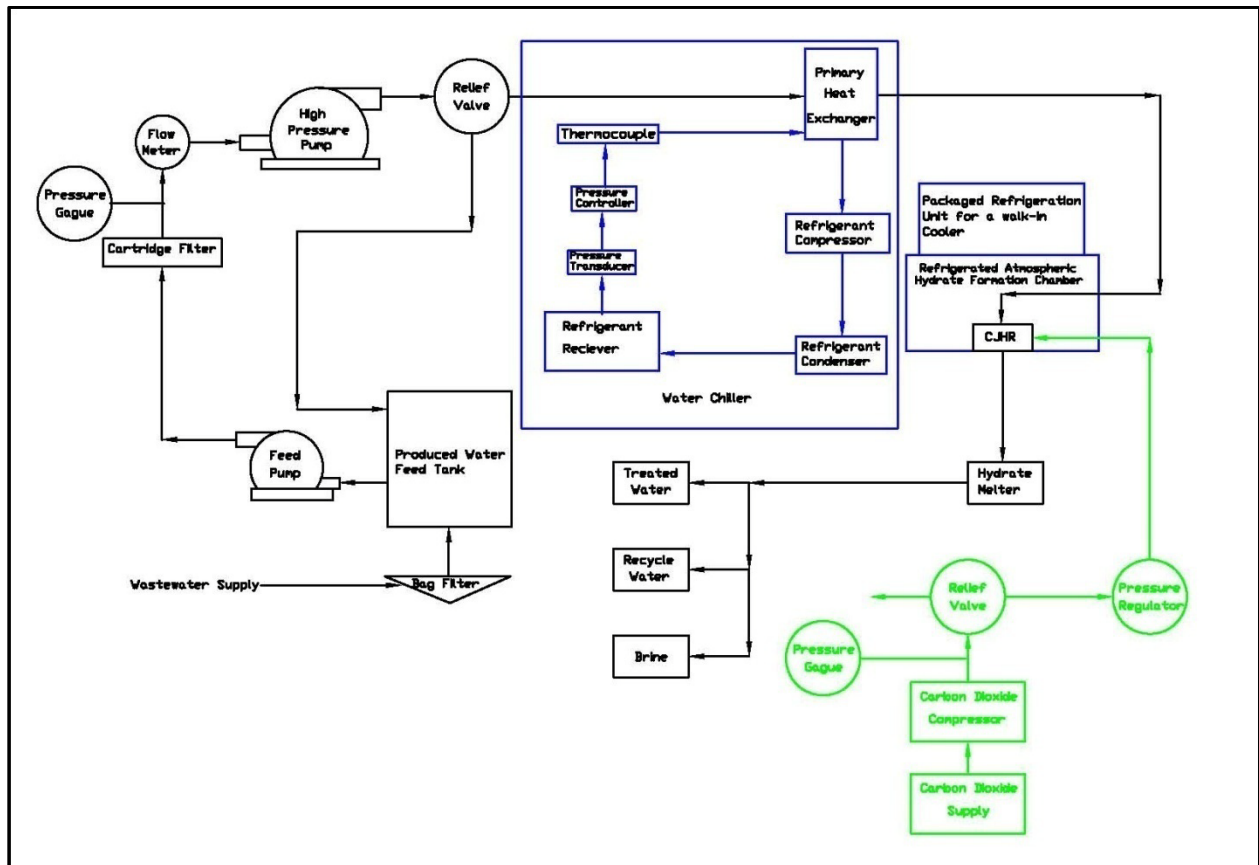 Relief
Valve
High
Pressure
Pump
Flow
Meter
Pressure
Gague
Cartridge Filter
Feed
Pump
Produced Water
Feed Tank
Wastewater Supply
Bag Filter
Primary
Heat
Exchanger
Thermocouple
Pressure
Controller
Pressure
Transducer
Refrigerant
Reciever
Refrigerant
Compressor
Refrigerant
Condenser
Water Chiller
Packaged Refrigeration
Unit for a walk-in
Cooler
Refrigerated Atmospheric
Hydrate Formation Chamber
CJHR
Hydrate
Melter
Treated
Water
Recycle
Water
Brine
Relief
Valve
Pressure
Regulator
Pressure
Gague
Carbon Dioxide
Compressor
Carbon Dioxide
Supply